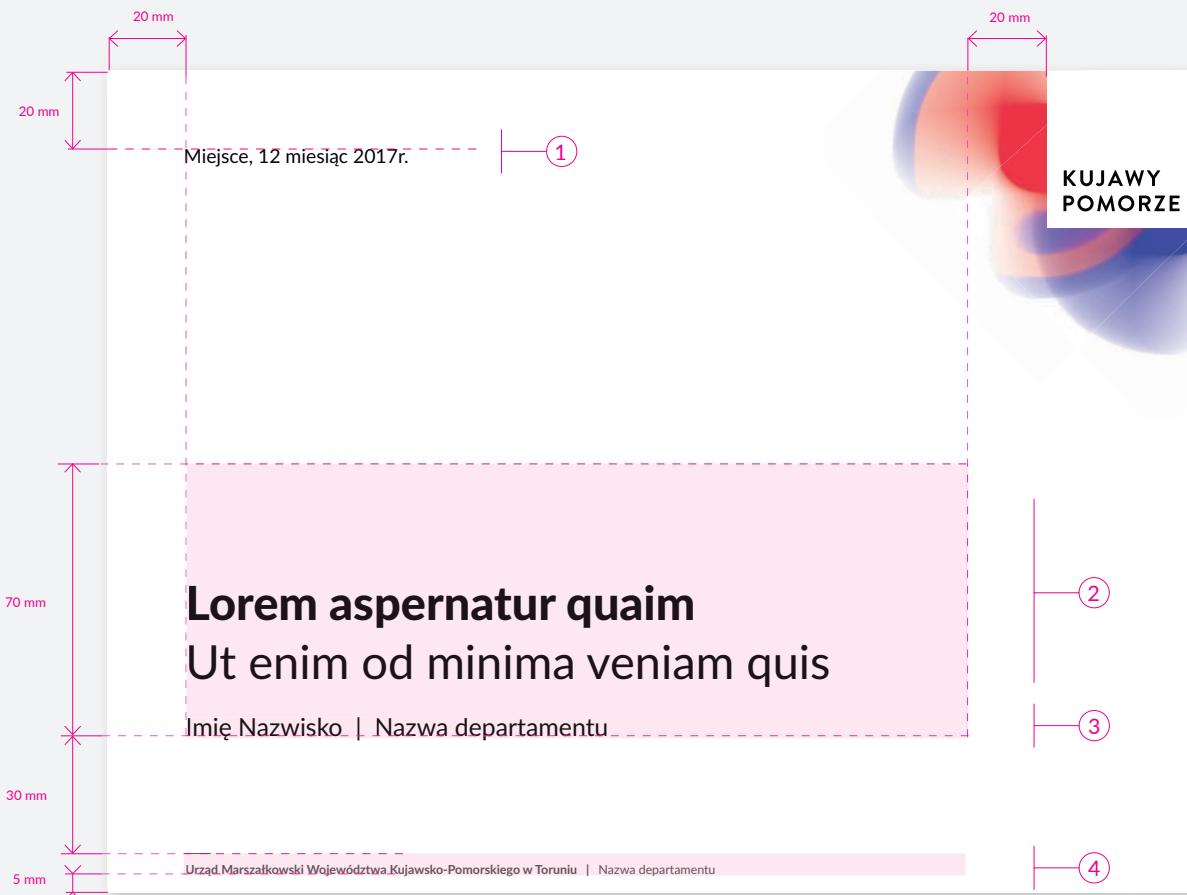 20 mm
20 mm
20 mm
Miejsce, 12 miesiąc 2017r.
1
KUJAWY
POMORZE
2
70 mm
Lorem aspernatur quaim
Ut enim od minima veniam quis
Imię Nazwisko | Nazwa departamentu
3
30 mm
Urząd Marszałkowski Województwa Kujawsko-Pomorskiego w Toruniu | Nazwa departamentu
4
5 mm